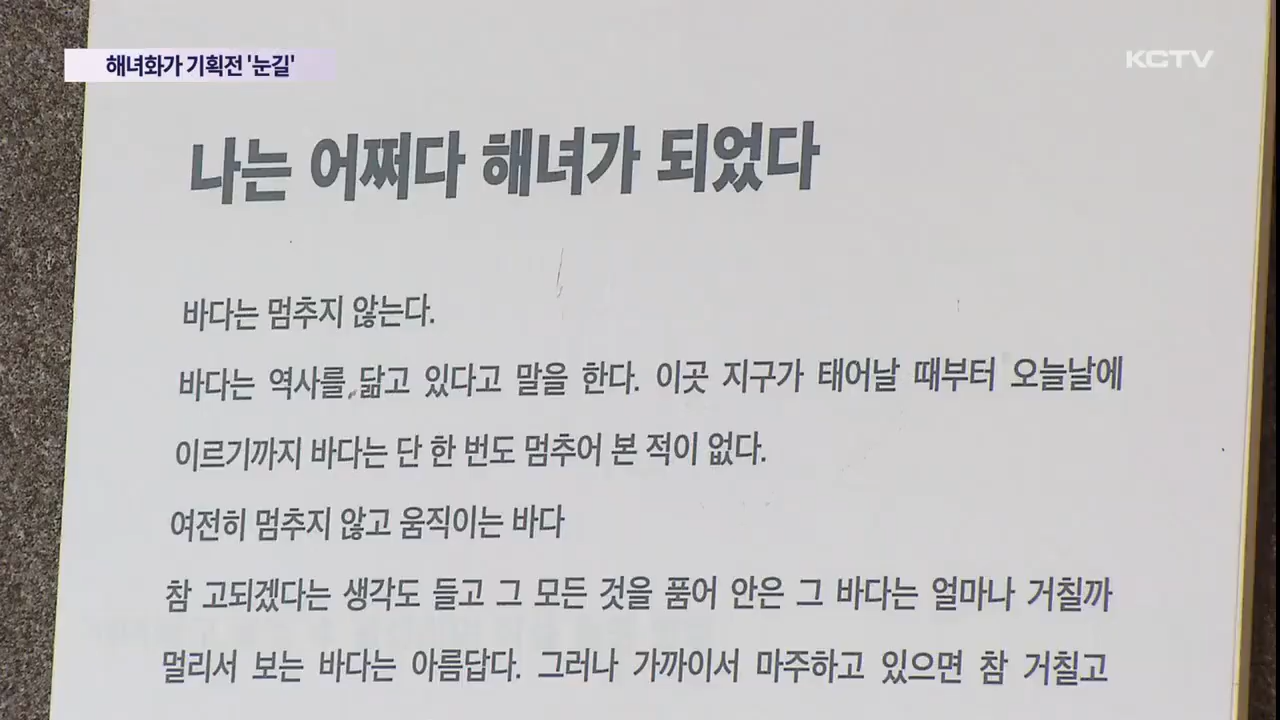 해녀화가 기획전 '눈길'
KCTV
나는 어쩌다 해녀가 되었다
바다는 멈추지 않는다.
바다는 역사를 닮고 있다고 말을 한다. 이곳 지구가 태어날 때부터 오늘날에
이르기까지 바다는 단 한 번도 멈추어 본 적이 없다.
여전히 멈추지 않고 움직이는 바다
참 고되겠다는 생각도 들고 그 모든 것을 품어 안은 그 바다는 얼마나 거칠까
멀리서 보는 바다는 아름답다. 그러나 가까이서 마주하고 있으면 참 거칠고